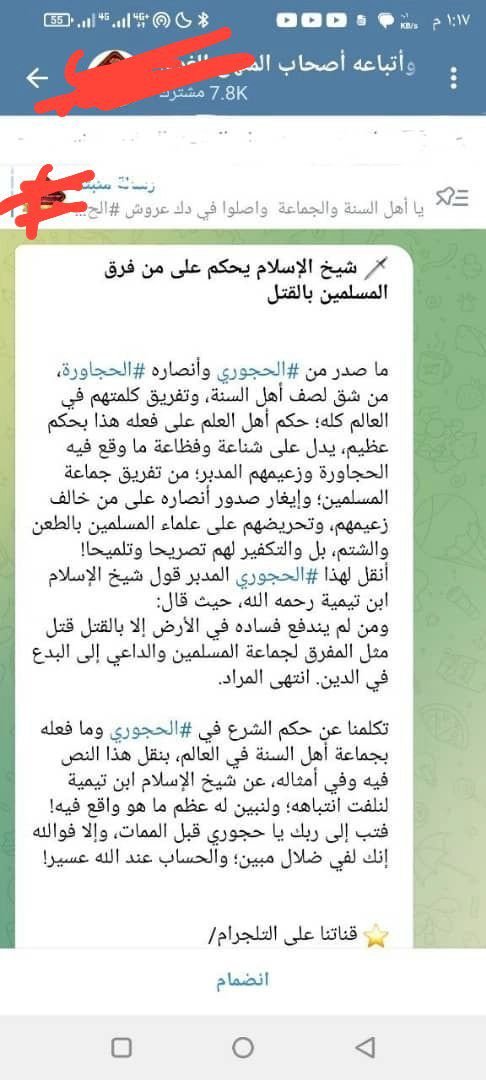 55
4G
4G+
KB/s
١:١٧ م
وأتباعه أصحاب
7.8K مشترك
رسالة
يا أهل السنة والجماعة واصلوا في دك عروش #الح...
شيخ الإسلام يحكم على من فرق
المسلمين بالقتل
ما صدر من #الحجوري وأنصاره #الحجاورة،
من شق لصف أهل السنة، وتفريق كلمتهم في
العالم كله؛ حكم أهل العلم على فعله هذا بحكم
عظيم، يدل على شناعة وفظاعة ما وقع فيه
الحجاورة وزعيمهم المدبر؛ من تفريق جماعة
المسلمين؛ وإيغار صدور أنصاره على من خالف
زعيمهم، وتحريضهم على علماء المسلمين بالطعن
والشتم، بل والتكفير لهم تصريحا وتلميحا!
أنقل لهذا #الحجوري المدبر قول شيخ الإسلام
ابن تيمية رحمه الله، حيث قال:
ومن لم يندفع فساده في الأرض إلا بالقتل قتل
مثل المفرق لجماعة المسلمين والداعي إلى البدع
في الدين. انتهى المراد.
تكلمنا عن حكم الشرع في #الحجوري وما فعله
بجماعة أهل السنة في العالم، بنقل هذا النص
فيه وفي أمثاله، عن شيخ الإسلام ابن تيمية
لنلفت انتباهه؛ ولنبين له عظم ما هو واقع فيه!
فتب إلى ربك يا حجوري قبل الممات، وإلا فوالله
إنك لفي ضلال مبين؛ والحساب عند الله عسير!
قناتنا على التلجرام/
انضمام